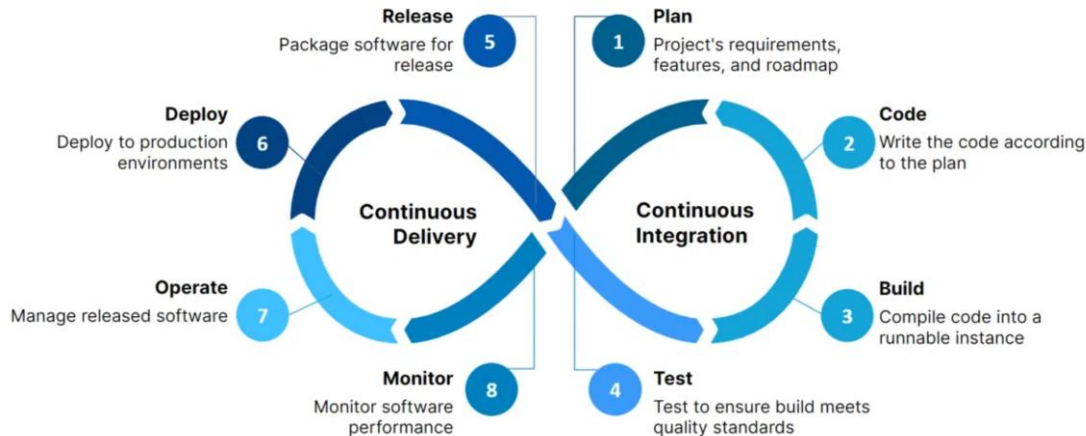 Release
5
Package software for
release
1
Plan
Project's requirements,
features, and roadmap
Deploy
6
Deploy to production
environments
2
Code
Write the code according
to the plan
Continuous
Delivery
Continuous
Integration
Operate
7
Manage released software
3
Build
Compile code into a
runnable instance
Monitor
8
Monitor software
performance
4
Test
Test to ensure build meets
quality standards